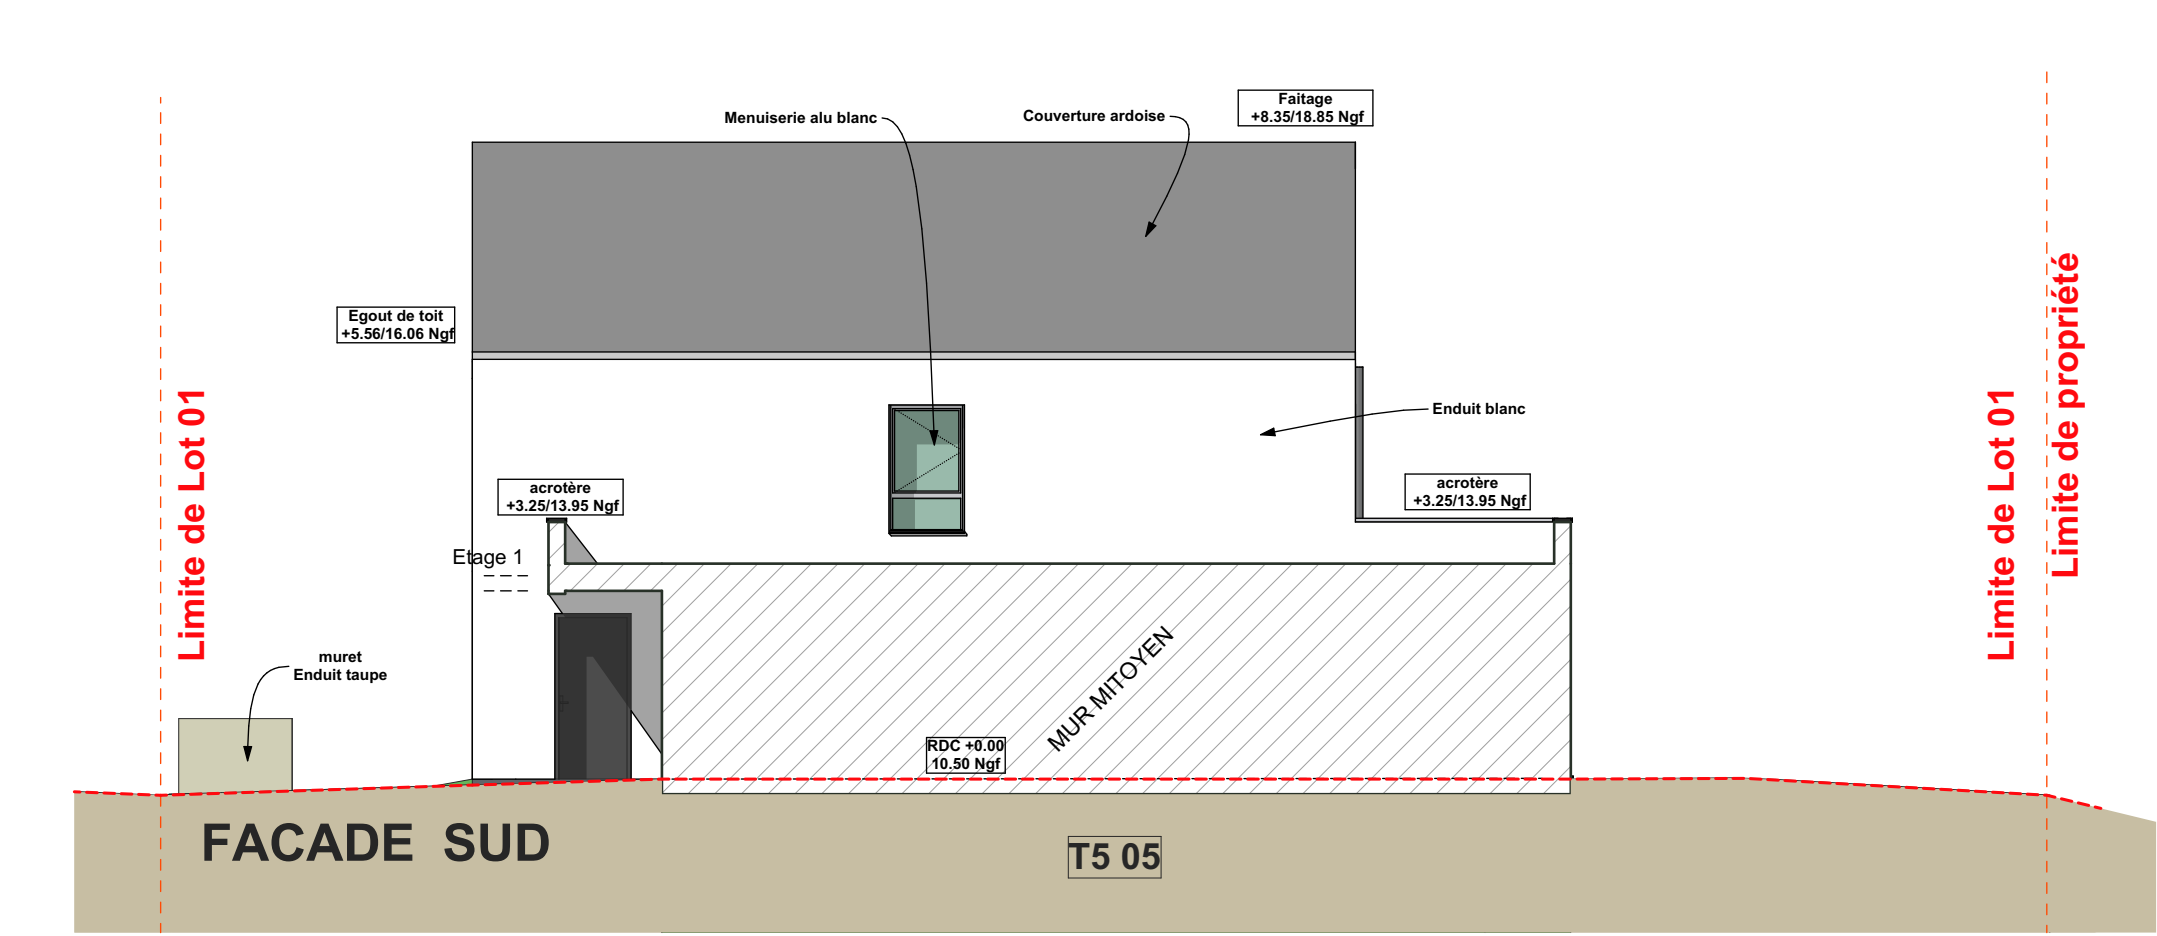 Faitage
+8.35/18.85 Ngf
Menuiserie alu blanc
Couverture ardoise
Egout de toit
+5.56/16.06 Ngf
Limite de propriété
Limite de Lot 01
Limite de Lot 01
Enduit blanc
acrotère
+3.25/13.95 Ngf
acrotère
+3.25/13.95 Ngf
Etage 1
muret
Enduit taupe
MUR MITOYEN
RDC +0.00
10.50 Ngf
FACADE SUD
T5 05